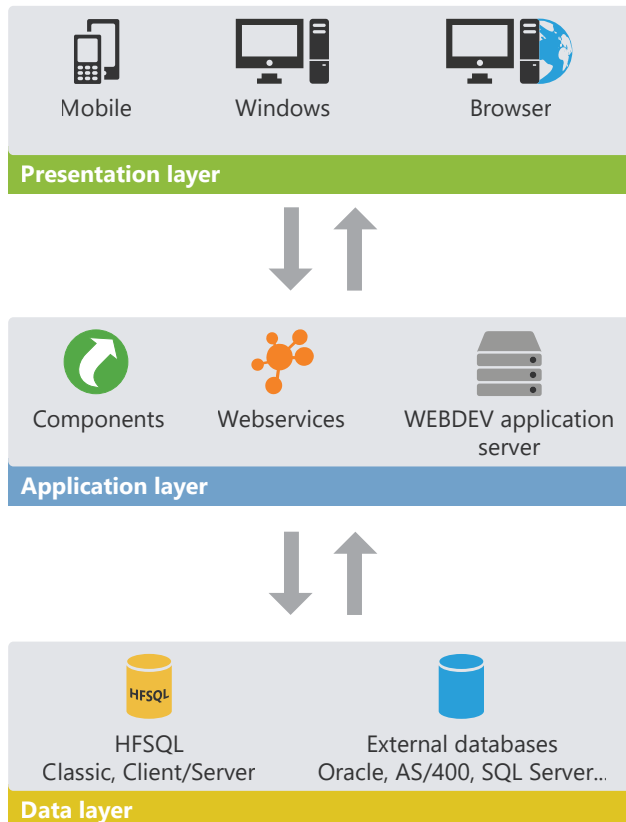 Mobile
Windows
Browser
Presentation layer
Components
Webservices
WEBDEV application
server
Application layer
HFSQL
HFSQL
Classic, Client/Server
External databases
Oracle, AS/400, SQL Server...
Data layer